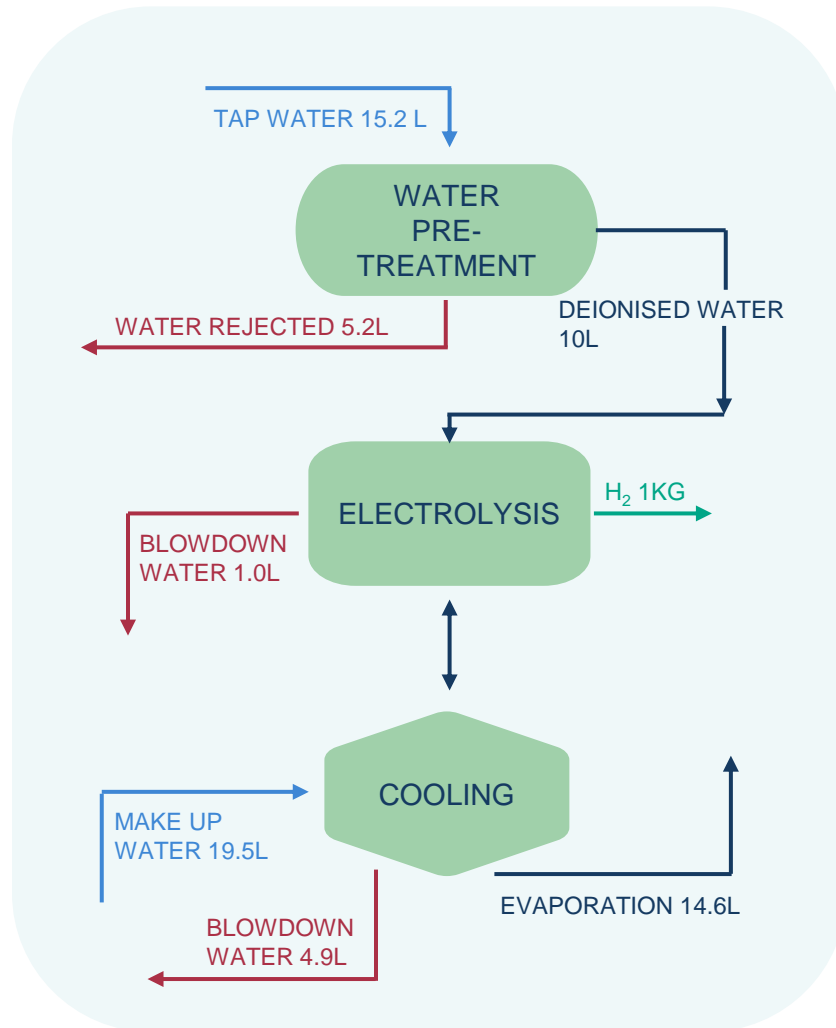 TAP WATER 15.2 L
WATER
PRE-
TREATMENT
WATER REJECTED 5.2L
DEIONISED WATER
10L
ELECTROLYSIS
H₂ 1KG
BLOWDOWN
WATER 1.0L
COOLING
MAKE UP
WATER 19.5L
EVAPORATION 14.6L
BLOWDOWN
WATER 4.9L